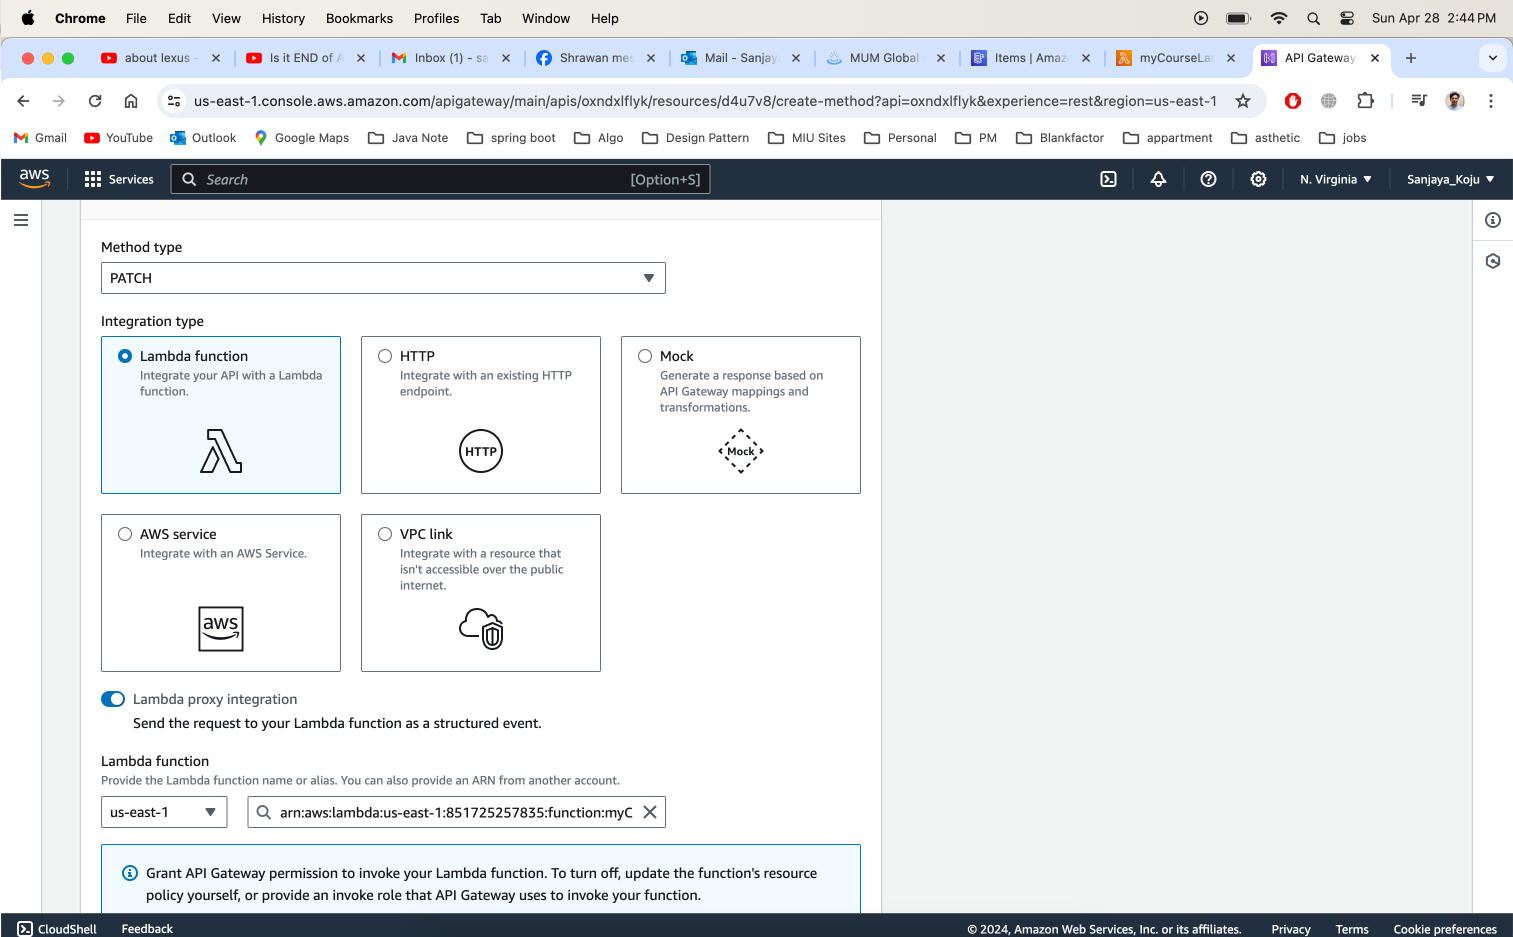 Chrome File Edit View History Bookmarks Profiles Tab Window Help Sun Apr 28 2:44 PM
about lexus - Is it END of A Inbox (1) - sa Shrawan mes Mail - Sanjay MUM Global Items | Amaz myCourseLa API Gateway
us-east-1.console.aws.amazon.com/apigateway/main/apis/oxndxlflyk/resources/d4u7v8/create-method?api=oxndxlflyk&experience=rest&region=us-east-1
Gmail YouTube Outlook Google Maps Java Note spring boot Algo Design Pattern MIU Sites Personal PM Blankfactor appartment asthetic jobs
aws Services Search [Option+S] N. Virginia Sanjaya_Koju
Method type
PATCH
Integration type
Lambda function
Integrate your API with a Lambda
function.
HTTP
Integrate with an existing HTTP
endpoint.
HTTP
Mock
Generate a response based on
API Gateway mappings and
transformations.
Mock
AWS service
Integrate with an AWS Service.
aws
VPC link
Integrate with a resource that
isn't accessible over the public
internet.
Lambda proxy integration
Send the request to your Lambda function as a structured event.
Lambda function
Provide the Lambda function name or alias. You can also provide an ARN from another account.
us-east-1 arn:aws:lambda:us-east-1:851725257835:function:myC
Grant API Gateway permission to invoke your Lambda function. To turn off, update the function's resource
policy yourself, or provide an invoke role that API Gateway uses to invoke your function.
CloudShell Feedback © 2024, Amazon Web Services, Inc. or its affiliates. Privacy Terms Cookie preferences